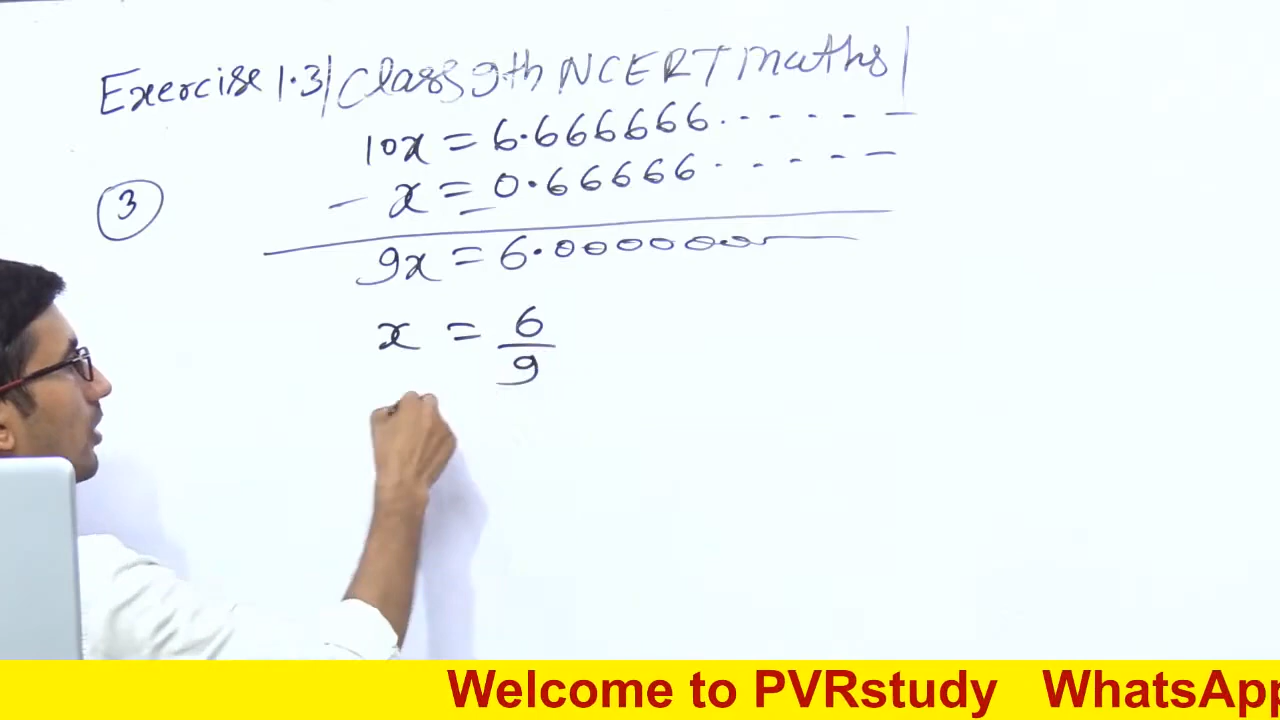 Exercise 1.3| Class 9th NCERT maths |
10x = 6.666666 . - - - - -
③
- x = 0.66666 - - - - -
9x = 6.0000000
x = 6/9
Welcome to PVRstudy WhatsApp